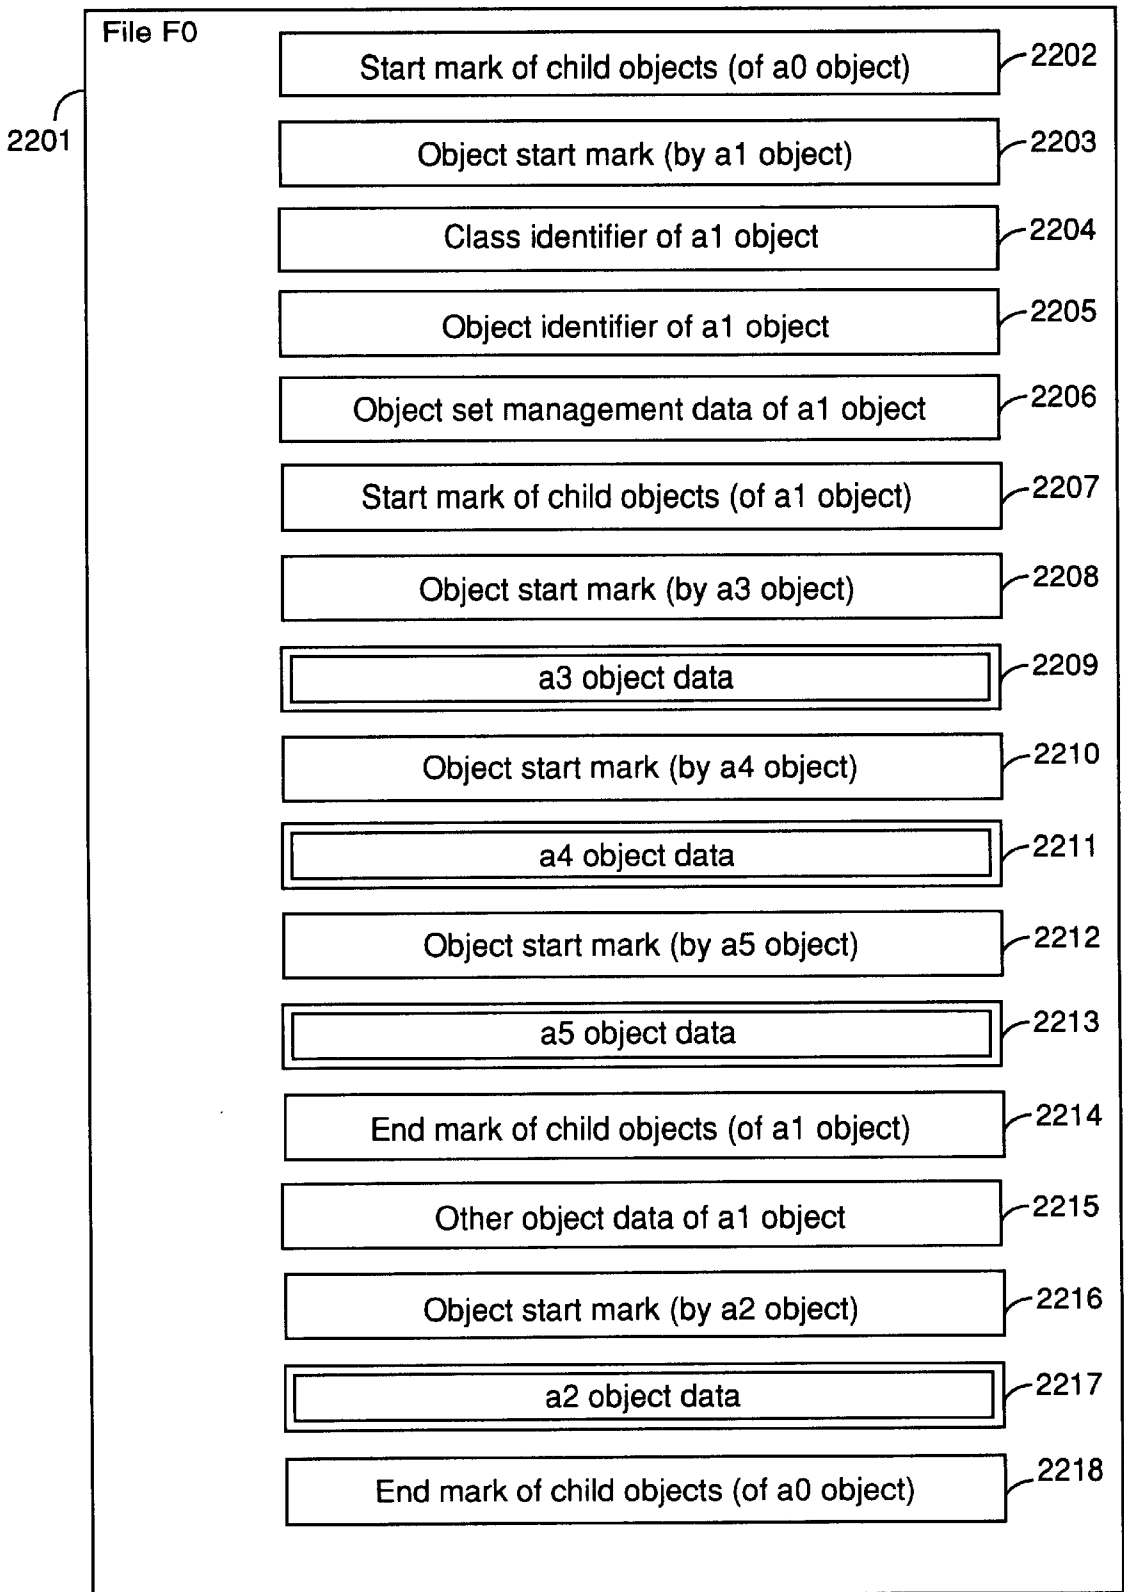 File F0
2201
Start mark of child objects (of a0 object)
2202
Object start mark (by a1 object)
2203
Class identifier of a1 object
2204
Object identifier of a1 object
2205
Object set management data of a1 object
2206
Start mark of child objects (of a1 object)
2207
Object start mark (by a3 object)
2208
a3 object data
2209
Object start mark (by a4 object)
2210
a4 object data
2211
Object start mark (by a5 object)
2212
a5 object data
2213
End mark of child objects (of a1 object)
2214
Other object data of a1 object
2215
Object start mark (by a2 object)
2216
a2 object data
2217
End mark of child objects (of a0 object)
2218